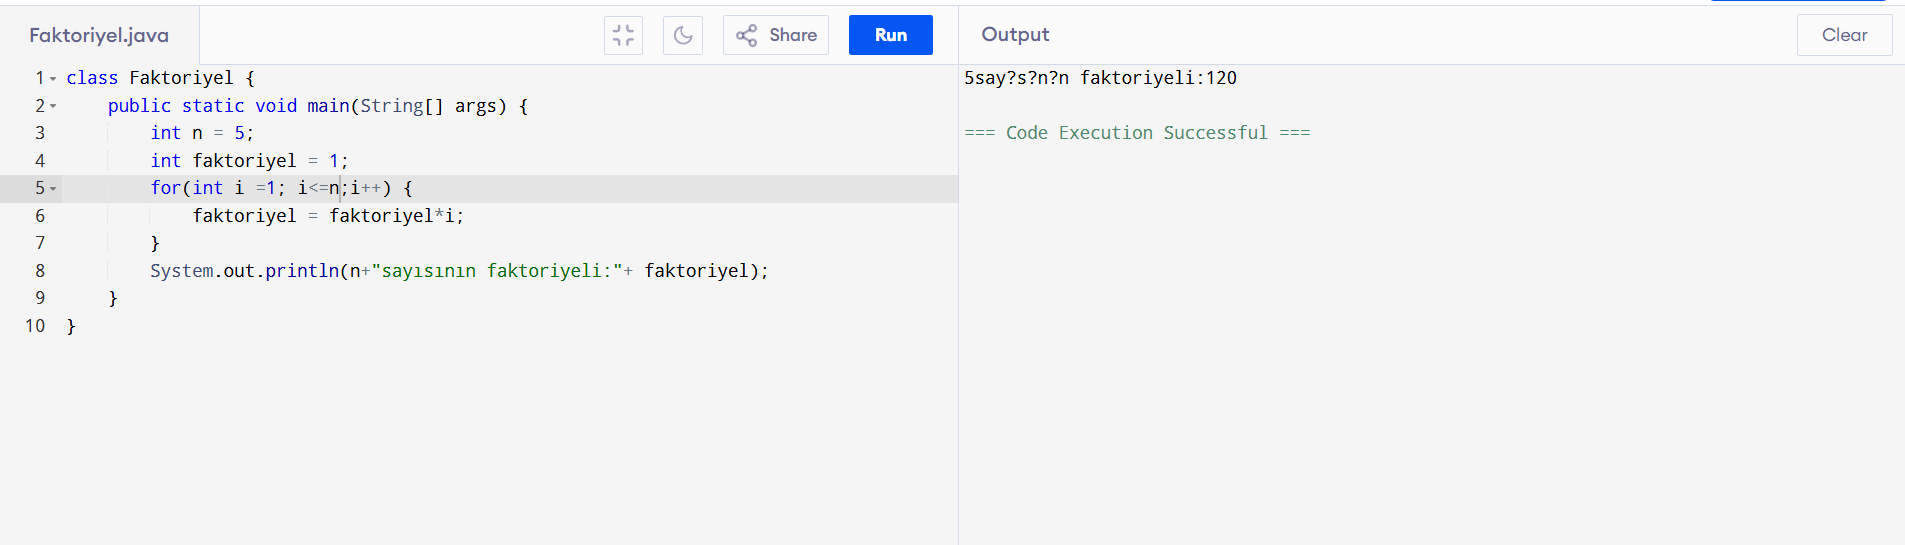 Faktoriyel.java
Share
Run
Output
Clear
1 class Faktoriyel {
2 public static void main(String[] args) {
3 int n = 5;
4 int faktoriyel = 1;
5 for(int i =1; i<=n;i++) {
6 faktoriyel = faktoriyel*i;
7 }
8 System.out.println(n+"sayısının faktoriyeli:"+ faktoriyel);
9 }
10 }
5say?s?n?n faktoriyeli:120
=== Code Execution Successful ===